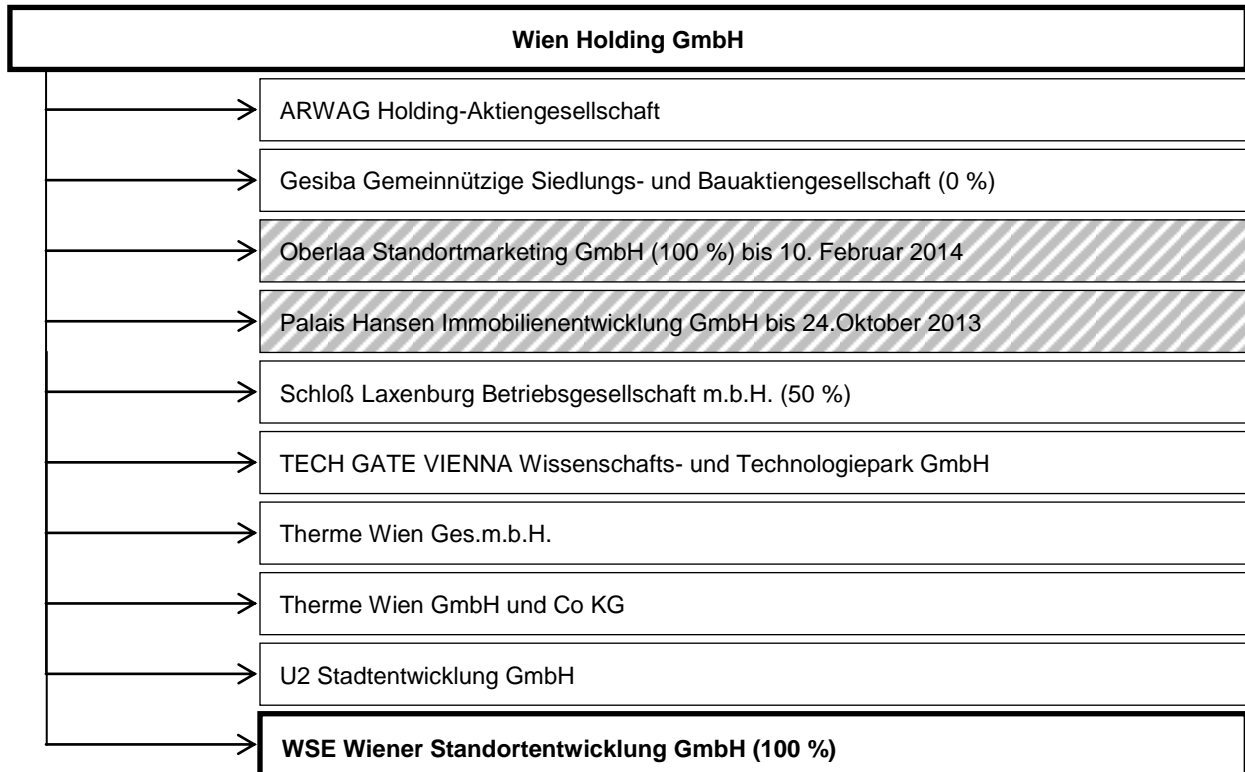 Wien Holding GmbH
ARWAG Holding-Aktiengesellschaft
Gesiba Gemeinnützige Siedlungs- und Bauaktiengesellschaft (0 %)
Oberlaa Standortmarketing GmbH (100 %) bis 10. Februar 2014
Palais Hansen Immobilienentwicklung GmbH bis 24.Oktober 2013
Schloß Laxenburg Betriebsgesellschaft m.b.H. (50 %)
TECH GATE VIENNA Wissenschafts- und Technologiepark GmbH
Therme Wien Ges.m.b.H.
Therme Wien GmbH und Co KG
U2 Stadtentwicklung GmbH
WSE Wiener Standortentwicklung GmbH (100 %)